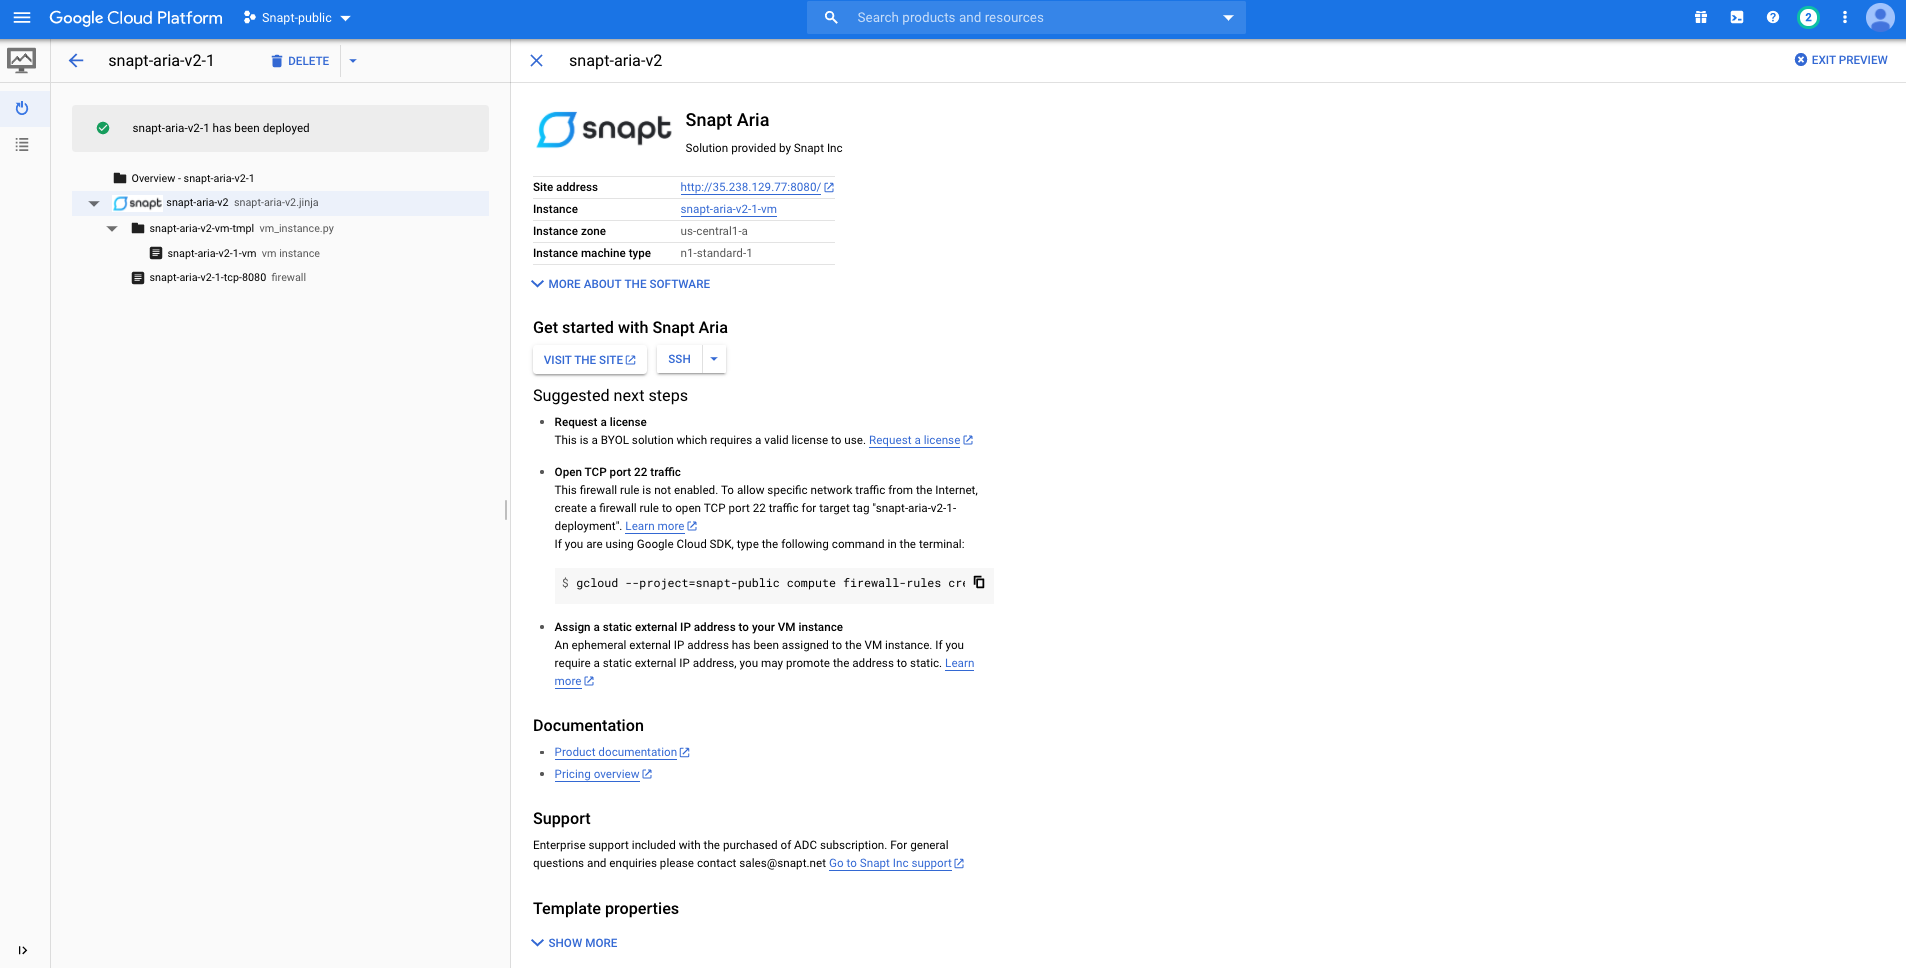 Google Cloud Platform
Snapt-public
Search products and resources
2
snapt-aria-v2-1
DELETE
snapt-aria-v2
EXIT PREVIEW
snapt-aria-v2-1 has been deployed
Overview - snapt-aria-v2-1
snapt snapt-aria-v2 snapt-aria-v2.jinja
snapt-aria-v2-vm-tmpl vm_instance.py
snapt-aria-v2-1-vm vm instance
snapt-aria-v2-1-tcp-8080 firewall
snapt
Snapt Aria
Solution provided by Snapt Inc
Site address http://35.238.129.77:8080/
Instance snapt-aria-v2-1-vm
Instance zone us-central1-a
Instance machine type n1-standard-1
MORE ABOUT THE SOFTWARE
Get started with Snapt Aria
VISIT THE SITE
SSH
Suggested next steps
Request a license
This is a BYOL solution which requires a valid license to use. Request a license
Open TCP port 22 traffic
This firewall rule is not enabled. To allow specific network traffic from the Internet,
create a firewall rule to open TCP port 22 traffic for target tag "snapt-aria-v2-1-
deployment". Learn more
If you are using Google Cloud SDK, type the following command in the terminal:
$ gcloud --project=snapt-public compute firewall-rules cre
Assign a static external IP address to your VM instance
An ephemeral external IP address has been assigned to the VM instance. If you
require a static external IP address, you may promote the address to static. Learn
more
Documentation
Product documentation
Pricing overview
Support
Enterprise support included with the purchased of ADC subscription. For general
questions and enquiries please contact sales@snapt.net Go to Snapt Inc support
Template properties
SHOW MORE